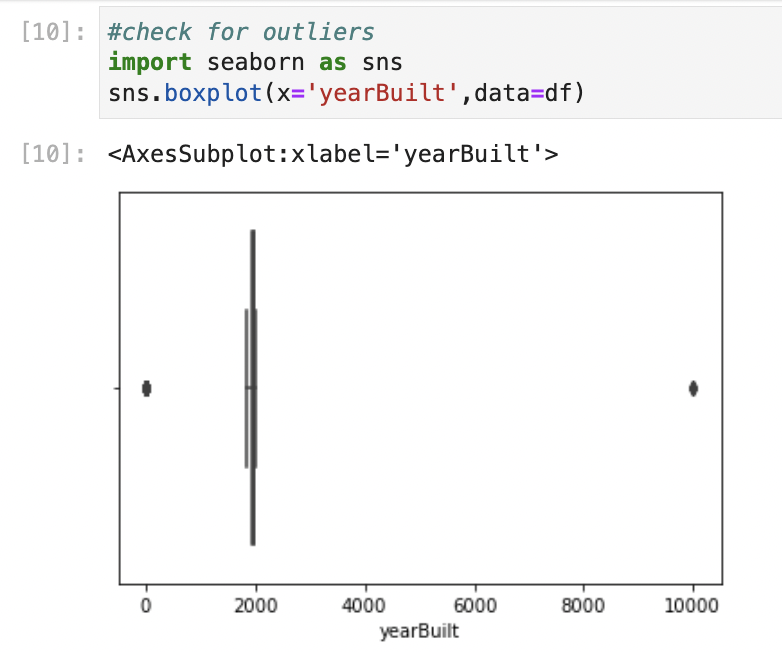 [10]: #check for outliers
import seaborn as sns
sns.boxplot(x='yearBuilt',data=df)
[10]: <AxesSubplot:xlabel='yearBuilt'>
0 2000 4000 6000 8000 10000
yearBuilt